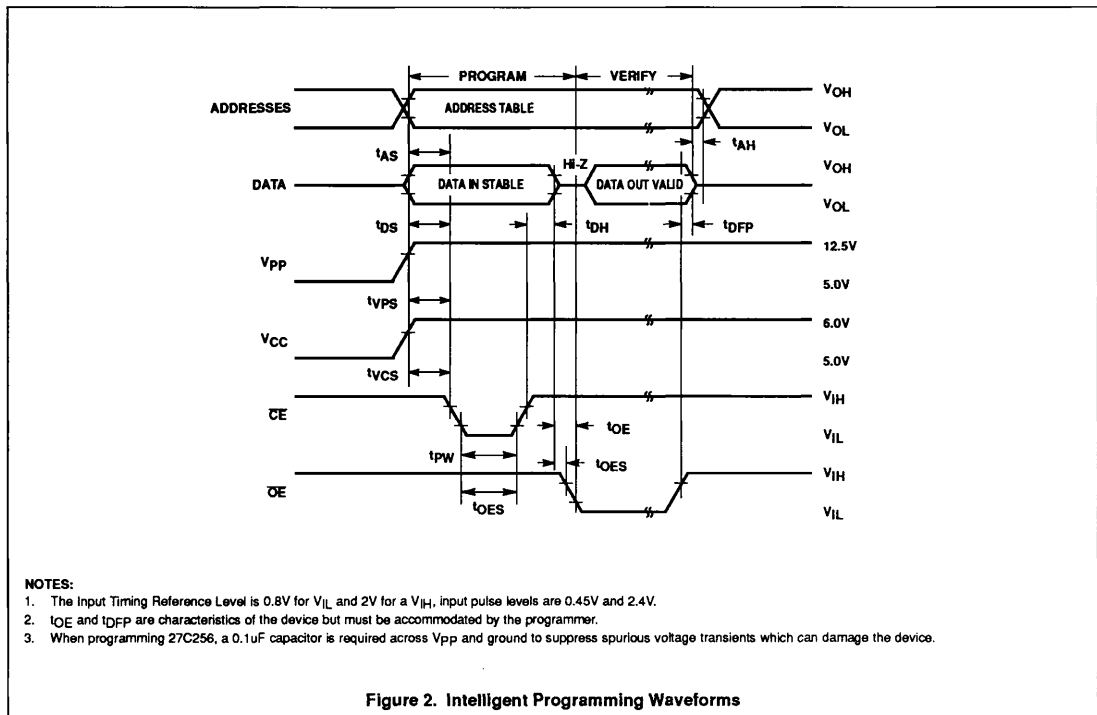 PROGRAM VERIFY
ADDRESSES ADDRESS TABLE VOH
VOL
tAS tAH
Hi-Z VOH
DATA DATA IN STABLE DATA OUT VALID
VOL
tDS tDH tDFP
12.5V
VPP
5.0V
tVPS
6.0V
VCC
5.0V
tVCS
CE VIH
tOE VIL
tPW tOES
OE VIH
tOES
VIL
NOTES:
1. The Input Timing Reference Level is 0.8V for VIL and 2V for a VIH, input pulse levels are 0.45V and 2.4V.
2. tOE and tDFP are characteristics of the device but must be accommodated by the programmer.
3. When programming 27C256, a 0.1uF capacitor is required across VPP and ground to suppress spurious voltage transients which can damage the device.
Figure 2. Intelligent Programming Waveforms